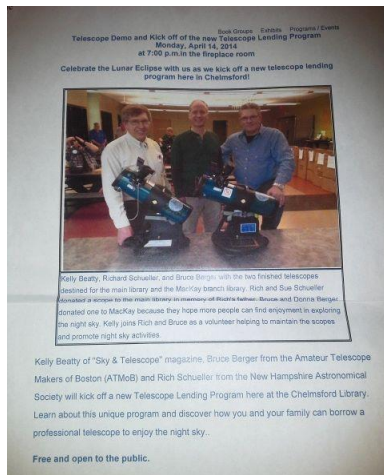 Book Groups Exhibits Programs / Events
Telescope Demo and Kick off of the new Telescope Lending Program
Monday, April 14, 2014
at 7:00 p.m.in the fireplace room
Celebrate the Lunar Eclipse with us as we kick off a new telescope lending
program here in Chelmsford!
Kelly Beatty, Richard Schueller, and Bruce Berger with the two finished telescopes
destined for the main library and the MacKay branch library. Rich and Sue Schueller
donated a scope to the main library in memory of Rich's father. Bruce and Donna Berger
donated one to MacKay because they hope more people can find enjoyment in exploring
the night sky. Kelly joins Rich and Bruce as a volunteer helping to maintain the scopes
and promote night sky activities.
Kelly Beatty of "Sky & Telescope" magazine, Bruce Berger from the Amateur Telescope
Makers of Boston (ATMoB) and Rich Schueller from the New Hampshire Astronomical
Society will kick off a new Telescope Lending Program here at the Chelmsford Library.
Learn about this unique program and discover how you and your family can borrow a
professional telescope to enjoy the night sky..
Free and open to the public.